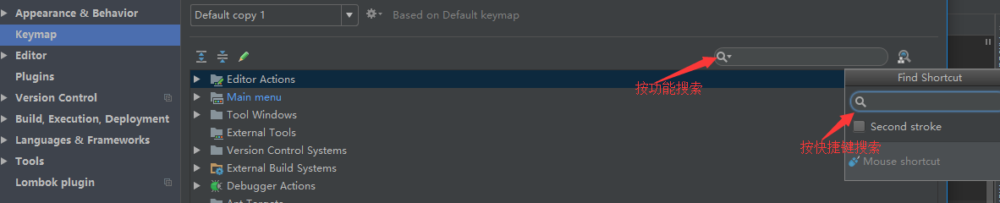 Appearance & Behavior
Keymap
Editor
Plugins
Version Control
Build, Execution, Deployment
Languages & Frameworks
Tools
Lombok plugin
Default copy 1
Based on Default keymap
Editor Actions
Main menu
Tool Windows
External Tools
Version Control Systems
External Build Systems
Debugger Actions
Ant Targets
按功能搜索
Find Shortcut
Second stroke
按快捷键搜索
Mouse shortcut